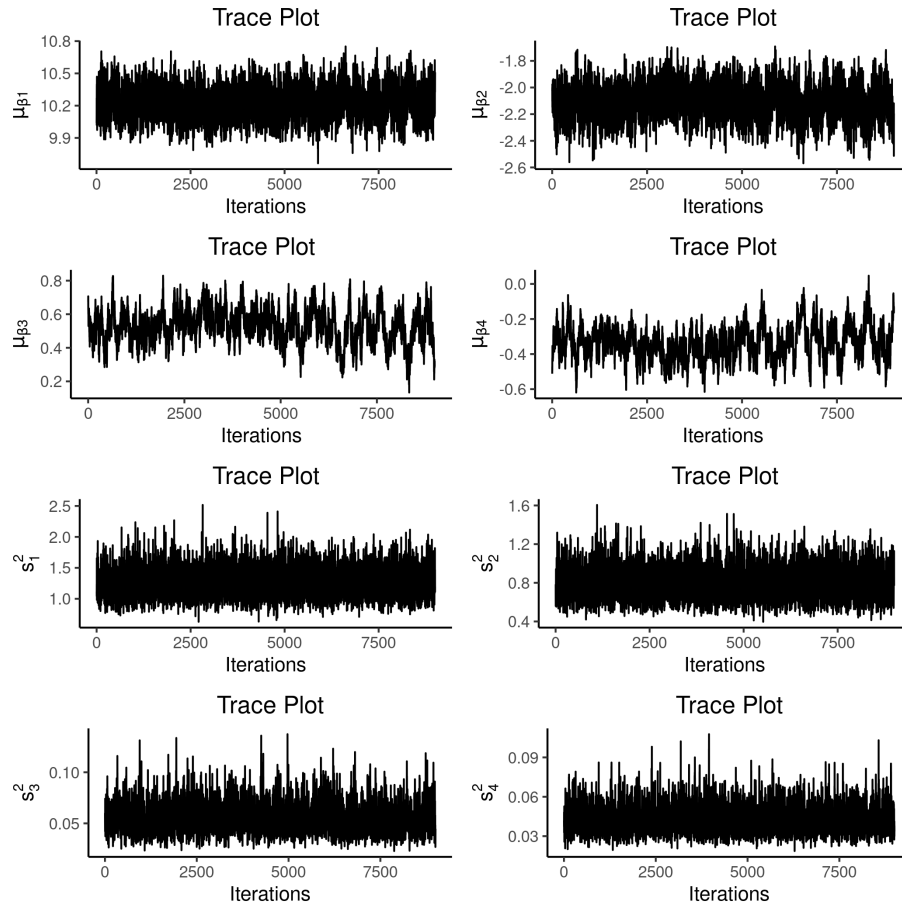 Trace Plot
10.8
10.5
10.2
9.9
μβ1
0 2500 5000 7500
Iterations
Trace Plot
-1.8
-2.0
-2.2
-2.4
-2.6
μβ2
0 2500 5000 7500
Iterations
Trace Plot
0.8
0.6
0.4
0.2
μβ3
0 2500 5000 7500
Iterations
Trace Plot
0.0
-0.2
-0.4
-0.6
μβ4
0 2500 5000 7500
Iterations
Trace Plot
2.5
2.0
1.5
1.0
s₁²
0 2500 5000 7500
Iterations
Trace Plot
1.6
1.2
0.8
0.4
s₂²
0 2500 5000 7500
Iterations
Trace Plot
0.10
0.05
s₃²
0 2500 5000 7500
Iterations
Trace Plot
0.09
0.06
0.03
s₄²
0 2500 5000 7500
Iterations